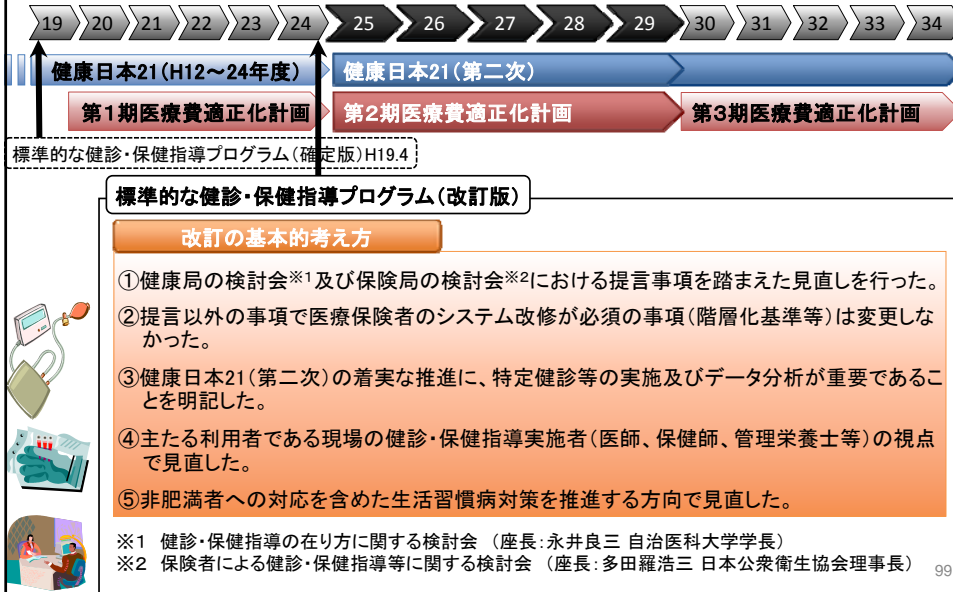 19 20 21 22 23 24 25 26 27 28 29 30 31 32 33 34
健康日本21(H12～24年度) 健康日本21(第二次)
第1期医療費適正化計画 第2期医療費適正化計画 第3期医療費適正化計画
標準的な健診・保健指導プログラム(確定版)H19.4
標準的な健診・保健指導プログラム(改訂版)
改訂の基本的考え方
①健康局の検討会※1及び保険局の検討会※2における提言事項を踏まえた見直しを行った。
②提言以外の事項で医療保険者のシステム改修が必須の事項(階層化基準等)は変更しな
かった。
③健康日本21(第二次)の着実な推進に、特定健診等の実施及びデータ分析が重要であるこ
とを明記した。
④主たる利用者である現場の健診・保健指導実施者(医師、保健師、管理栄養士等)の視点
で見直した。
⑤非肥満者への対応を含めた生活習慣病対策を推進する方向で見直した。
※1 健診・保健指導の在り方に関する検討会 (座長:永井良三 自治医科大学学長)
※2 保険者による健診・保健指導等に関する検討会 (座長:多田羅浩三 日本公衆衛生協会理事長)
99